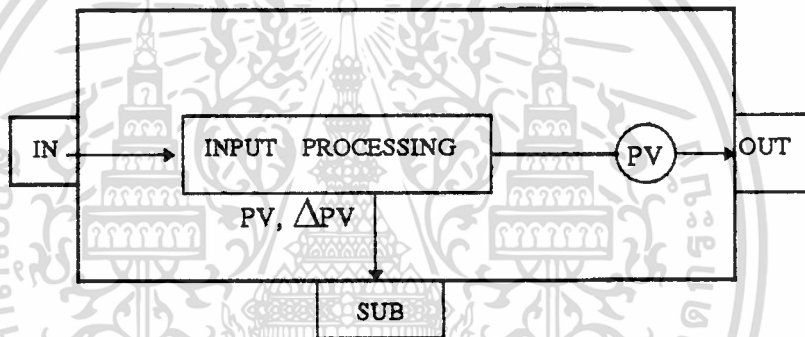 IN
INPUT PROCESSING
PV
OUT
PV, ΔPV
SUB